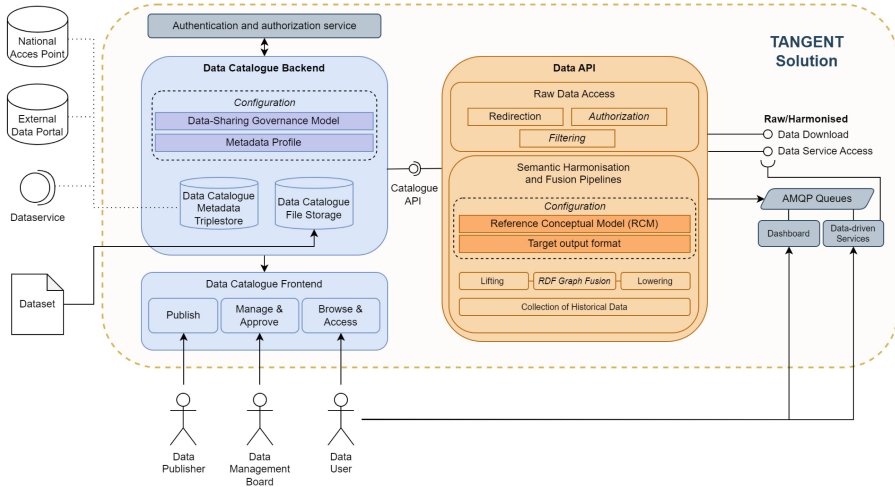 Authentication and authorization service
TANGENT
Solution
National
Acces Point
External
Data Portal
Dataservice
Dataset
Data Catalogue Backend
Configuration
Data-Sharing Governance Model
Metadata Profile
Data Catalogue
Metadata
Triplestore
Data Catalogue
File Storage
Catalogue
API
Data Catalogue Frontend
Publish
Manage &
Approve
Browse &
Access
Data
Publisher
Data
Management
Board
Data
User
Data API
Raw Data Access
Redirection
Authorization
Filtering
Semantic Harmonisation
and Fusion Pipelines
Configuration
Reference Conceptual Model (RCM)
Target output format
Lifting
RDF Graph Fusion
Lowering
Collection of Historical Data
Raw/Harmonised
Data Download
Data Service Access
AMQP Queues
Dashboard
Data-driven
Services